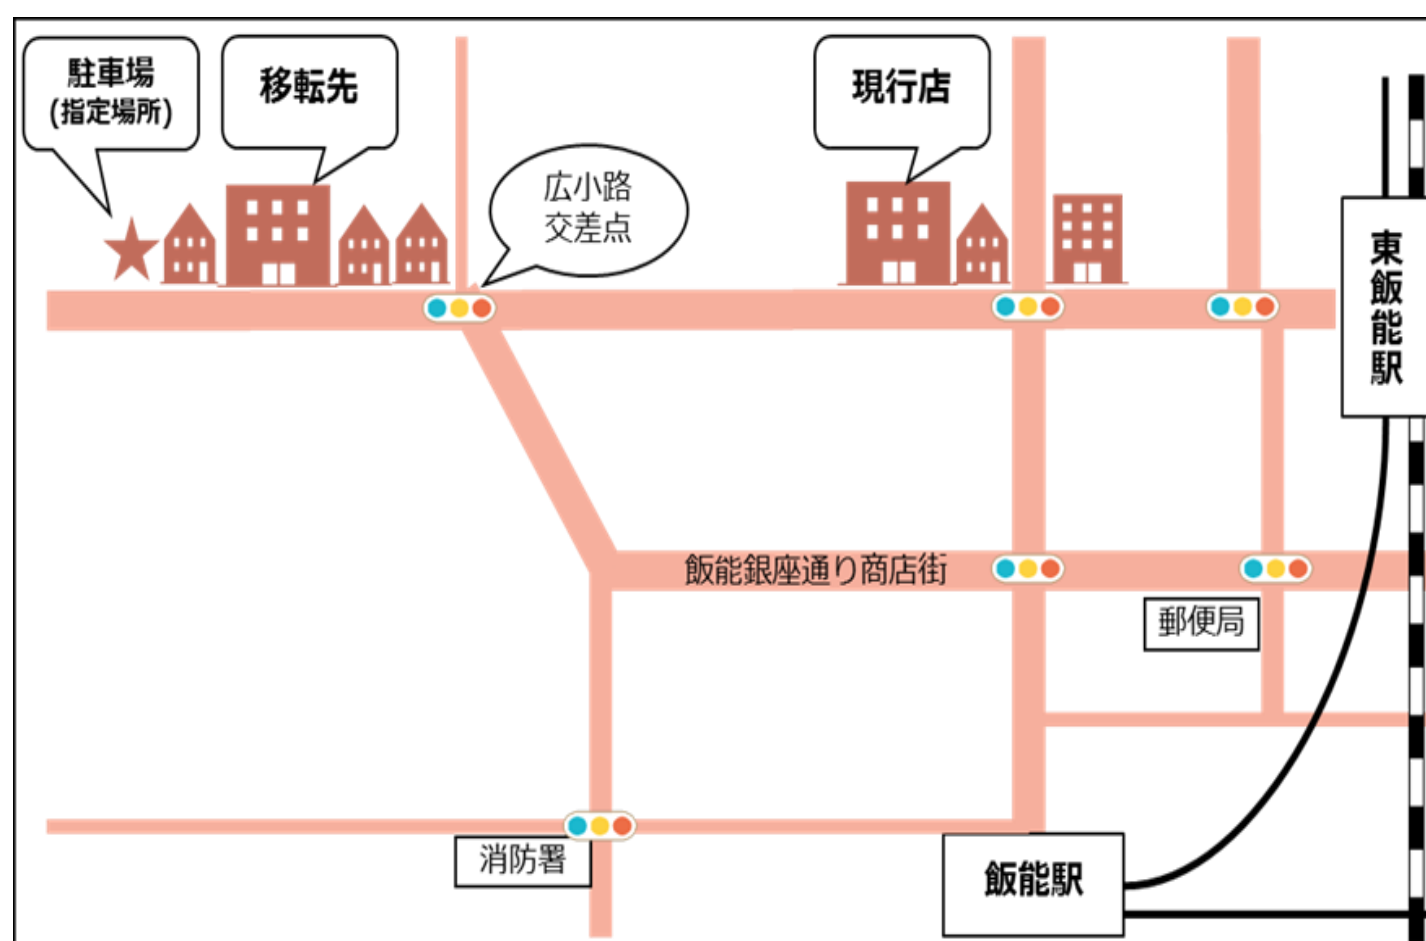 駐車場
(指定場所)
移転先
現行店
広小路
交差点
東飯能駅
飯能銀座通り商店街
郵便局
消防署
飯能駅